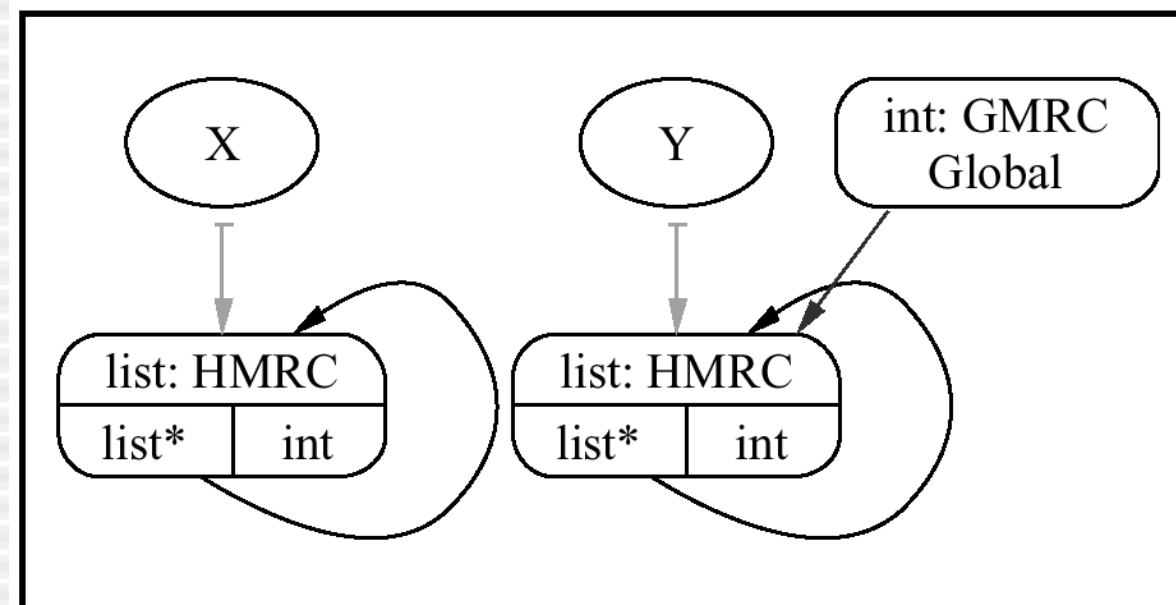 X
Y
int: GMRC
Global
list: HMRC
list*
int
list: HMRC
list*
int